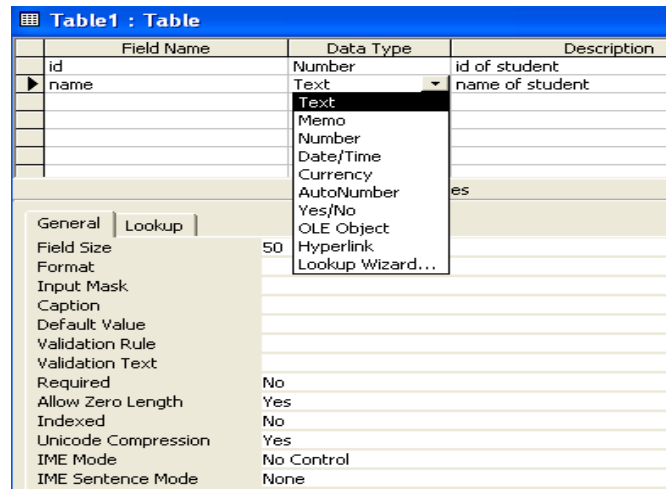 Table1 : Table
Field Name Data Type Description
id Number id of student
name Text name of student
Text
Memo
Number
Date/Time
Currency
AutoNumber
Yes/No
OLE Object
Hyperlink
Lookup Wizard...
es
General Lookup
Field Size 50
Format
Input Mask
Caption
Default Value
Validation Rule
Validation Text
Required No
Allow Zero Length Yes
Indexed No
Unicode Compression Yes
IME Mode No Control
IME Sentence Mode None